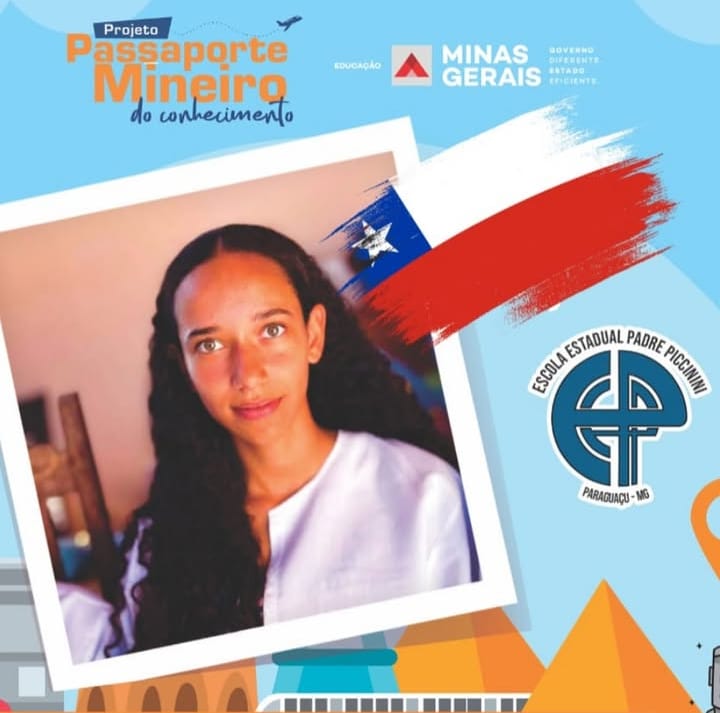 Projeto
Passaporte
Mineiro
do conhecimento
EDUCAÇÃO
MINAS
GERAIS
GOVERNO
DIFERENTE.
ESTADO
EFICIENTE.
ESCOLA ESTADUAL PADRE PICCININI
PARAGUAÇU - MG